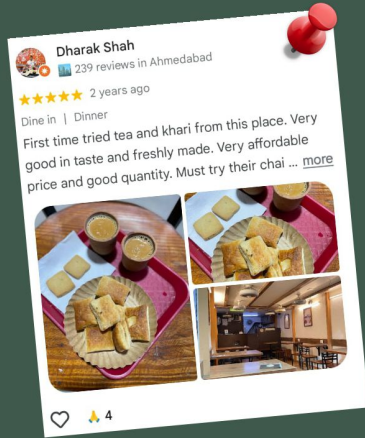 Dharak Shah
239 reviews in Ahmedabad
2 years ago
Dine in | Dinner
First time tried tea and khari from this place. Very
good in taste and freshly made. Very affordable
price and good quantity. Must try their chai ... more
4